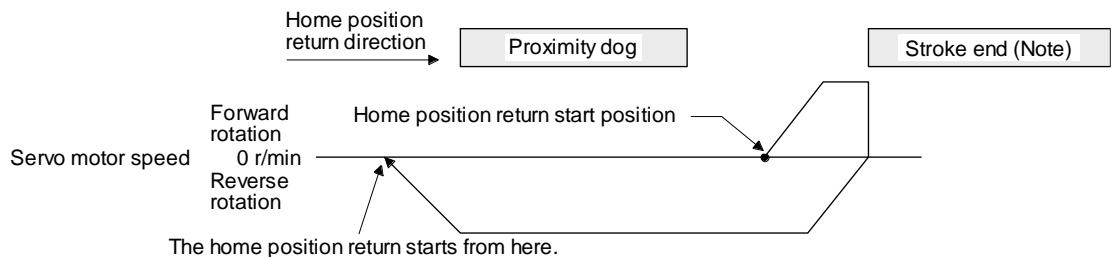 Home position
return direction
Proximity dog
Stroke end (Note)
Forward
rotation
Home position return start position
Servo motor speed
0 r/min
Reverse
rotation
The home position return starts from here.